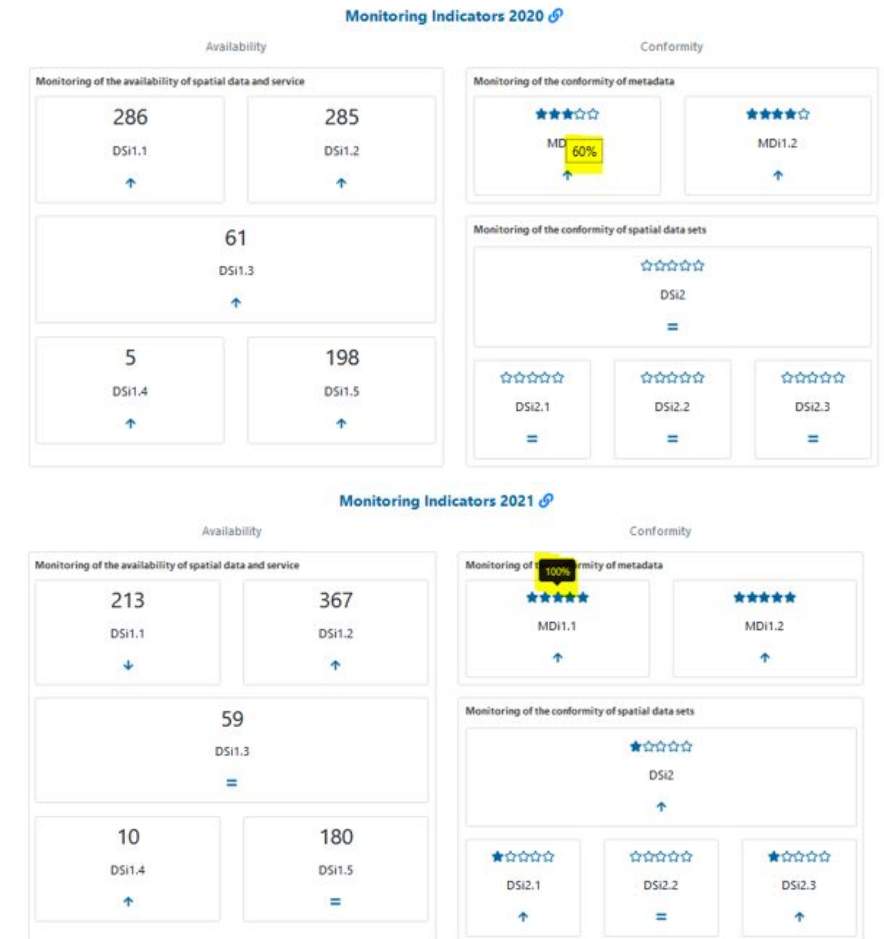 Monitoring Indicators 2020
Availability
Conformity
Monitoring of the availability of spatial data and service
286
DSi1.1
285
DSi1.2
61
DSi1.3
5
DSi1.4
198
DSi1.5
Monitoring of the conformity of metadata
MD
60%
MDi1.2
Monitoring of the conformity of spatial data sets
DSi2
=
DSi2.1
=
DSi2.2
=
DSi2.3
=
Monitoring Indicators 2021
Availability
Conformity
Monitoring of the availability of spatial data and service
213
DSi1.1
367
DSi1.2
59
DSi1.3
=
10
DSi1.4
180
DSi1.5
=
Monitoring of t
100%
rmity of metadata
MDi1.1
MDi1.2
Monitoring of the conformity of spatial data sets
DSi2
DSi2.1
DSi2.2
=
DSi2.3